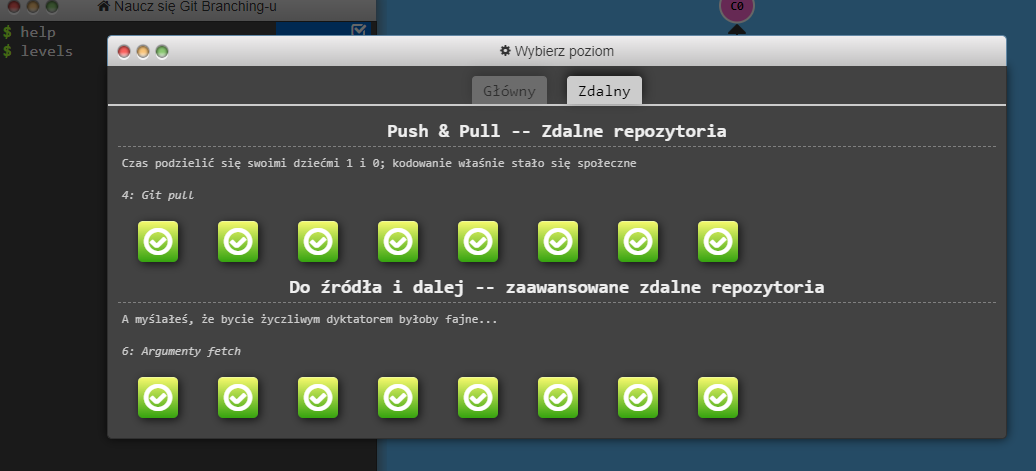 Naucz się Git Branching-u
C0
$ help
$ levels
Wybierz poziom
Główny
Zdalny
Push & Pull -- Zdalne repozytoria
Czas podzielić się swoimi dziećmi 1 i 0; kodowanie właśnie stało się społeczne
4: Git pull
Do źródła i dalej -- zaawansowane zdalne repozytoria
A myślałeś, że bycie życzliwym dyktatorem byłoby fajne...
6: Argumenty fetch